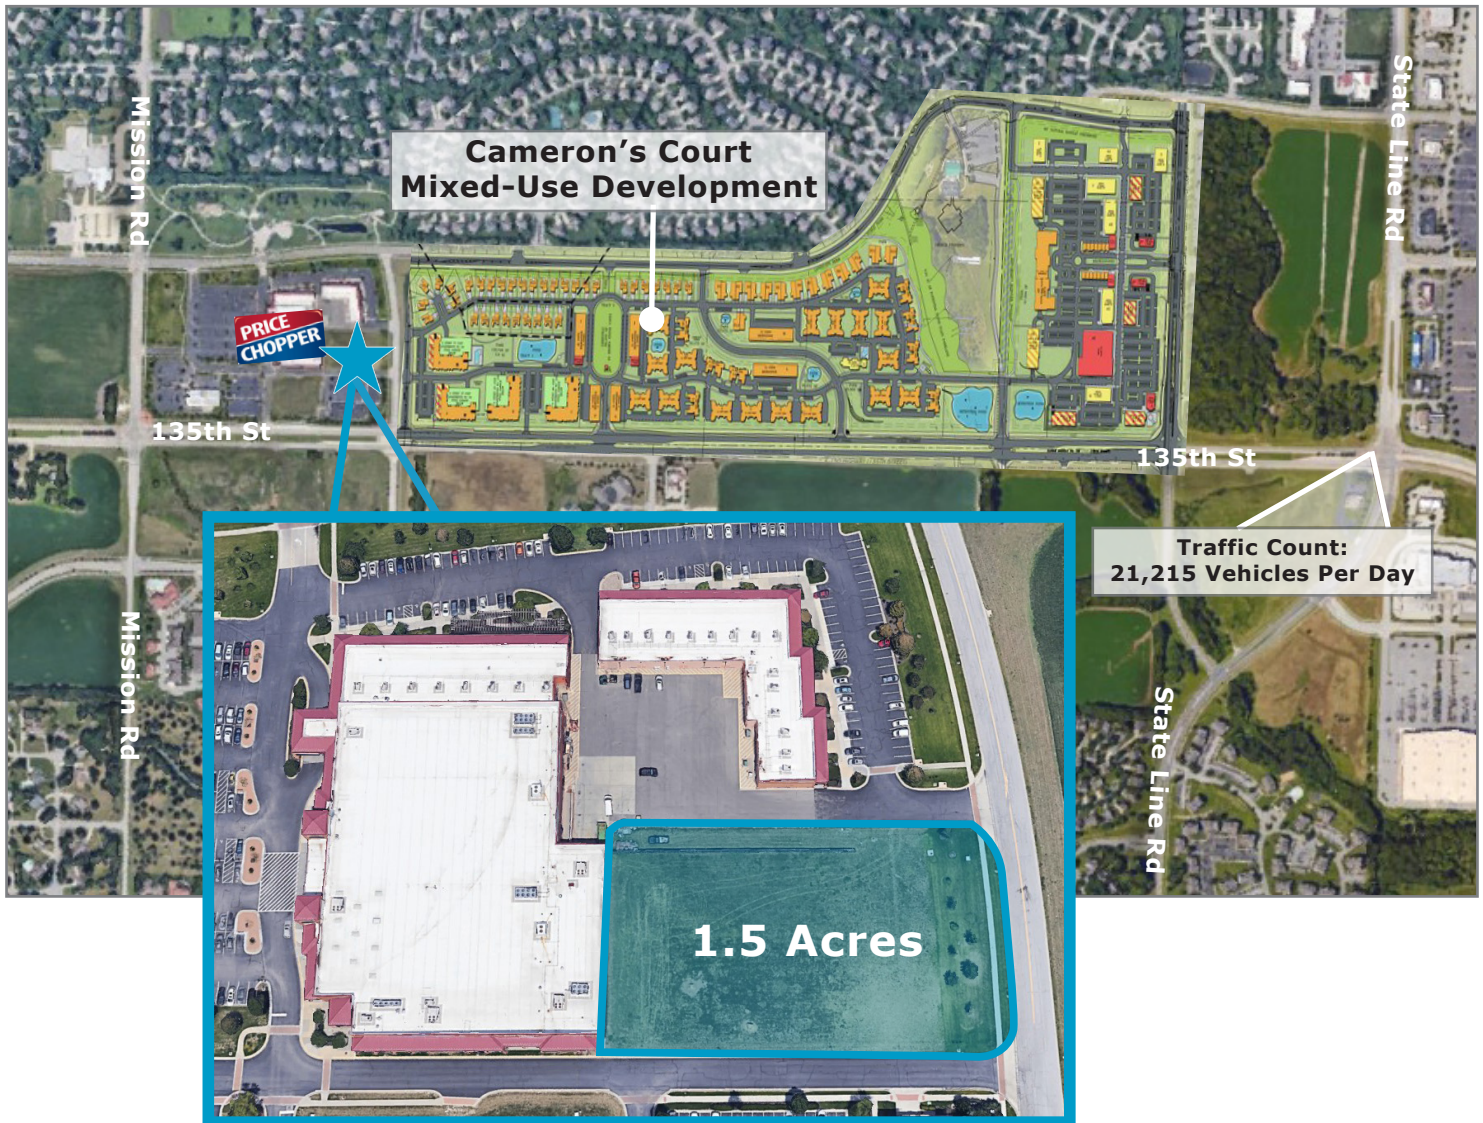 Mission Rd
State Line Rd
Cameron's Court
Mixed-Use Development
PRICE
CHOPPER
135th St
135th St
Traffic Count:
21,215 Vehicles Per Day
Mission Rd
State Line Rd
1.5 Acres